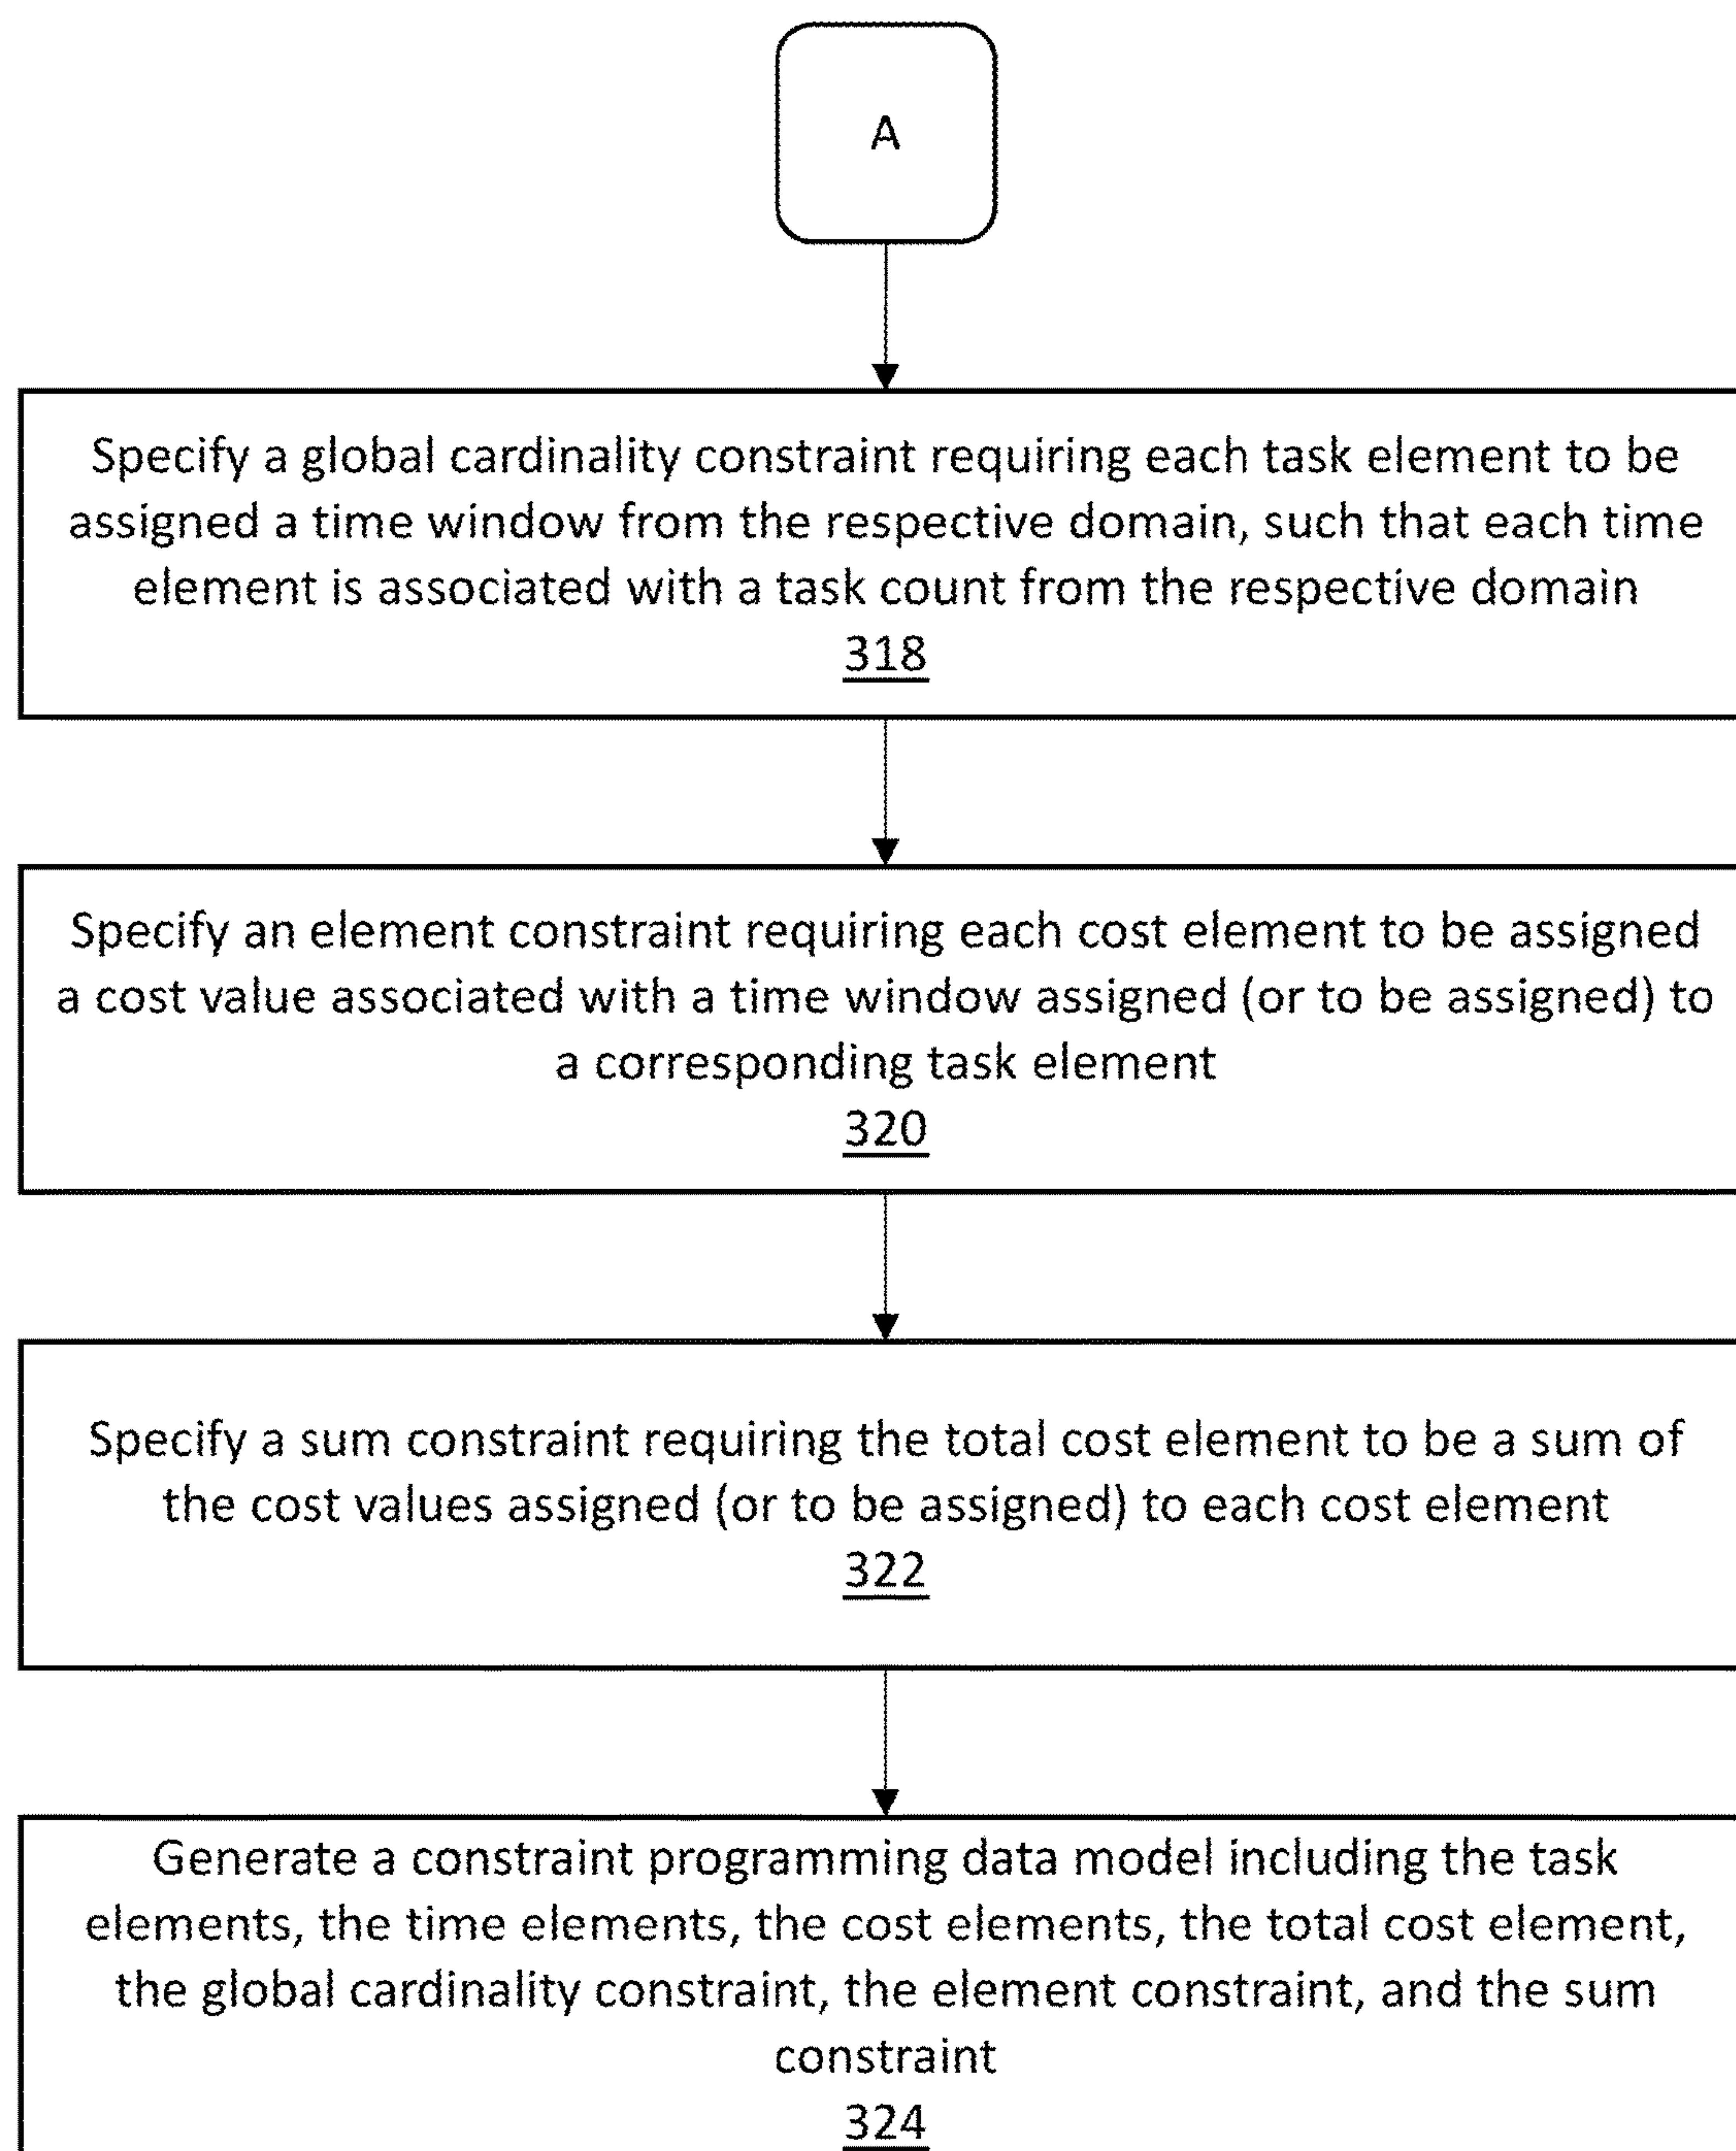 A
Specify a global cardinality constraint requiring each task element to be
assigned a time window from the respective domain, such that each time
element is associated with a task count from the respective domain
318
Specify an element constraint requiring each cost element to be assigned
a cost value associated with a time window assigned (or to be assigned) to
a corresponding task element
320
Specify a sum constraint requiring the total cost element to be a sum of
the cost values assigned (or to be assigned) to each cost element
322
Generate a constraint programming data model including the task
elements, the time elements, the cost elements, the total cost element,
the global cardinality constraint, the element constraint, and the sum
constraint
324